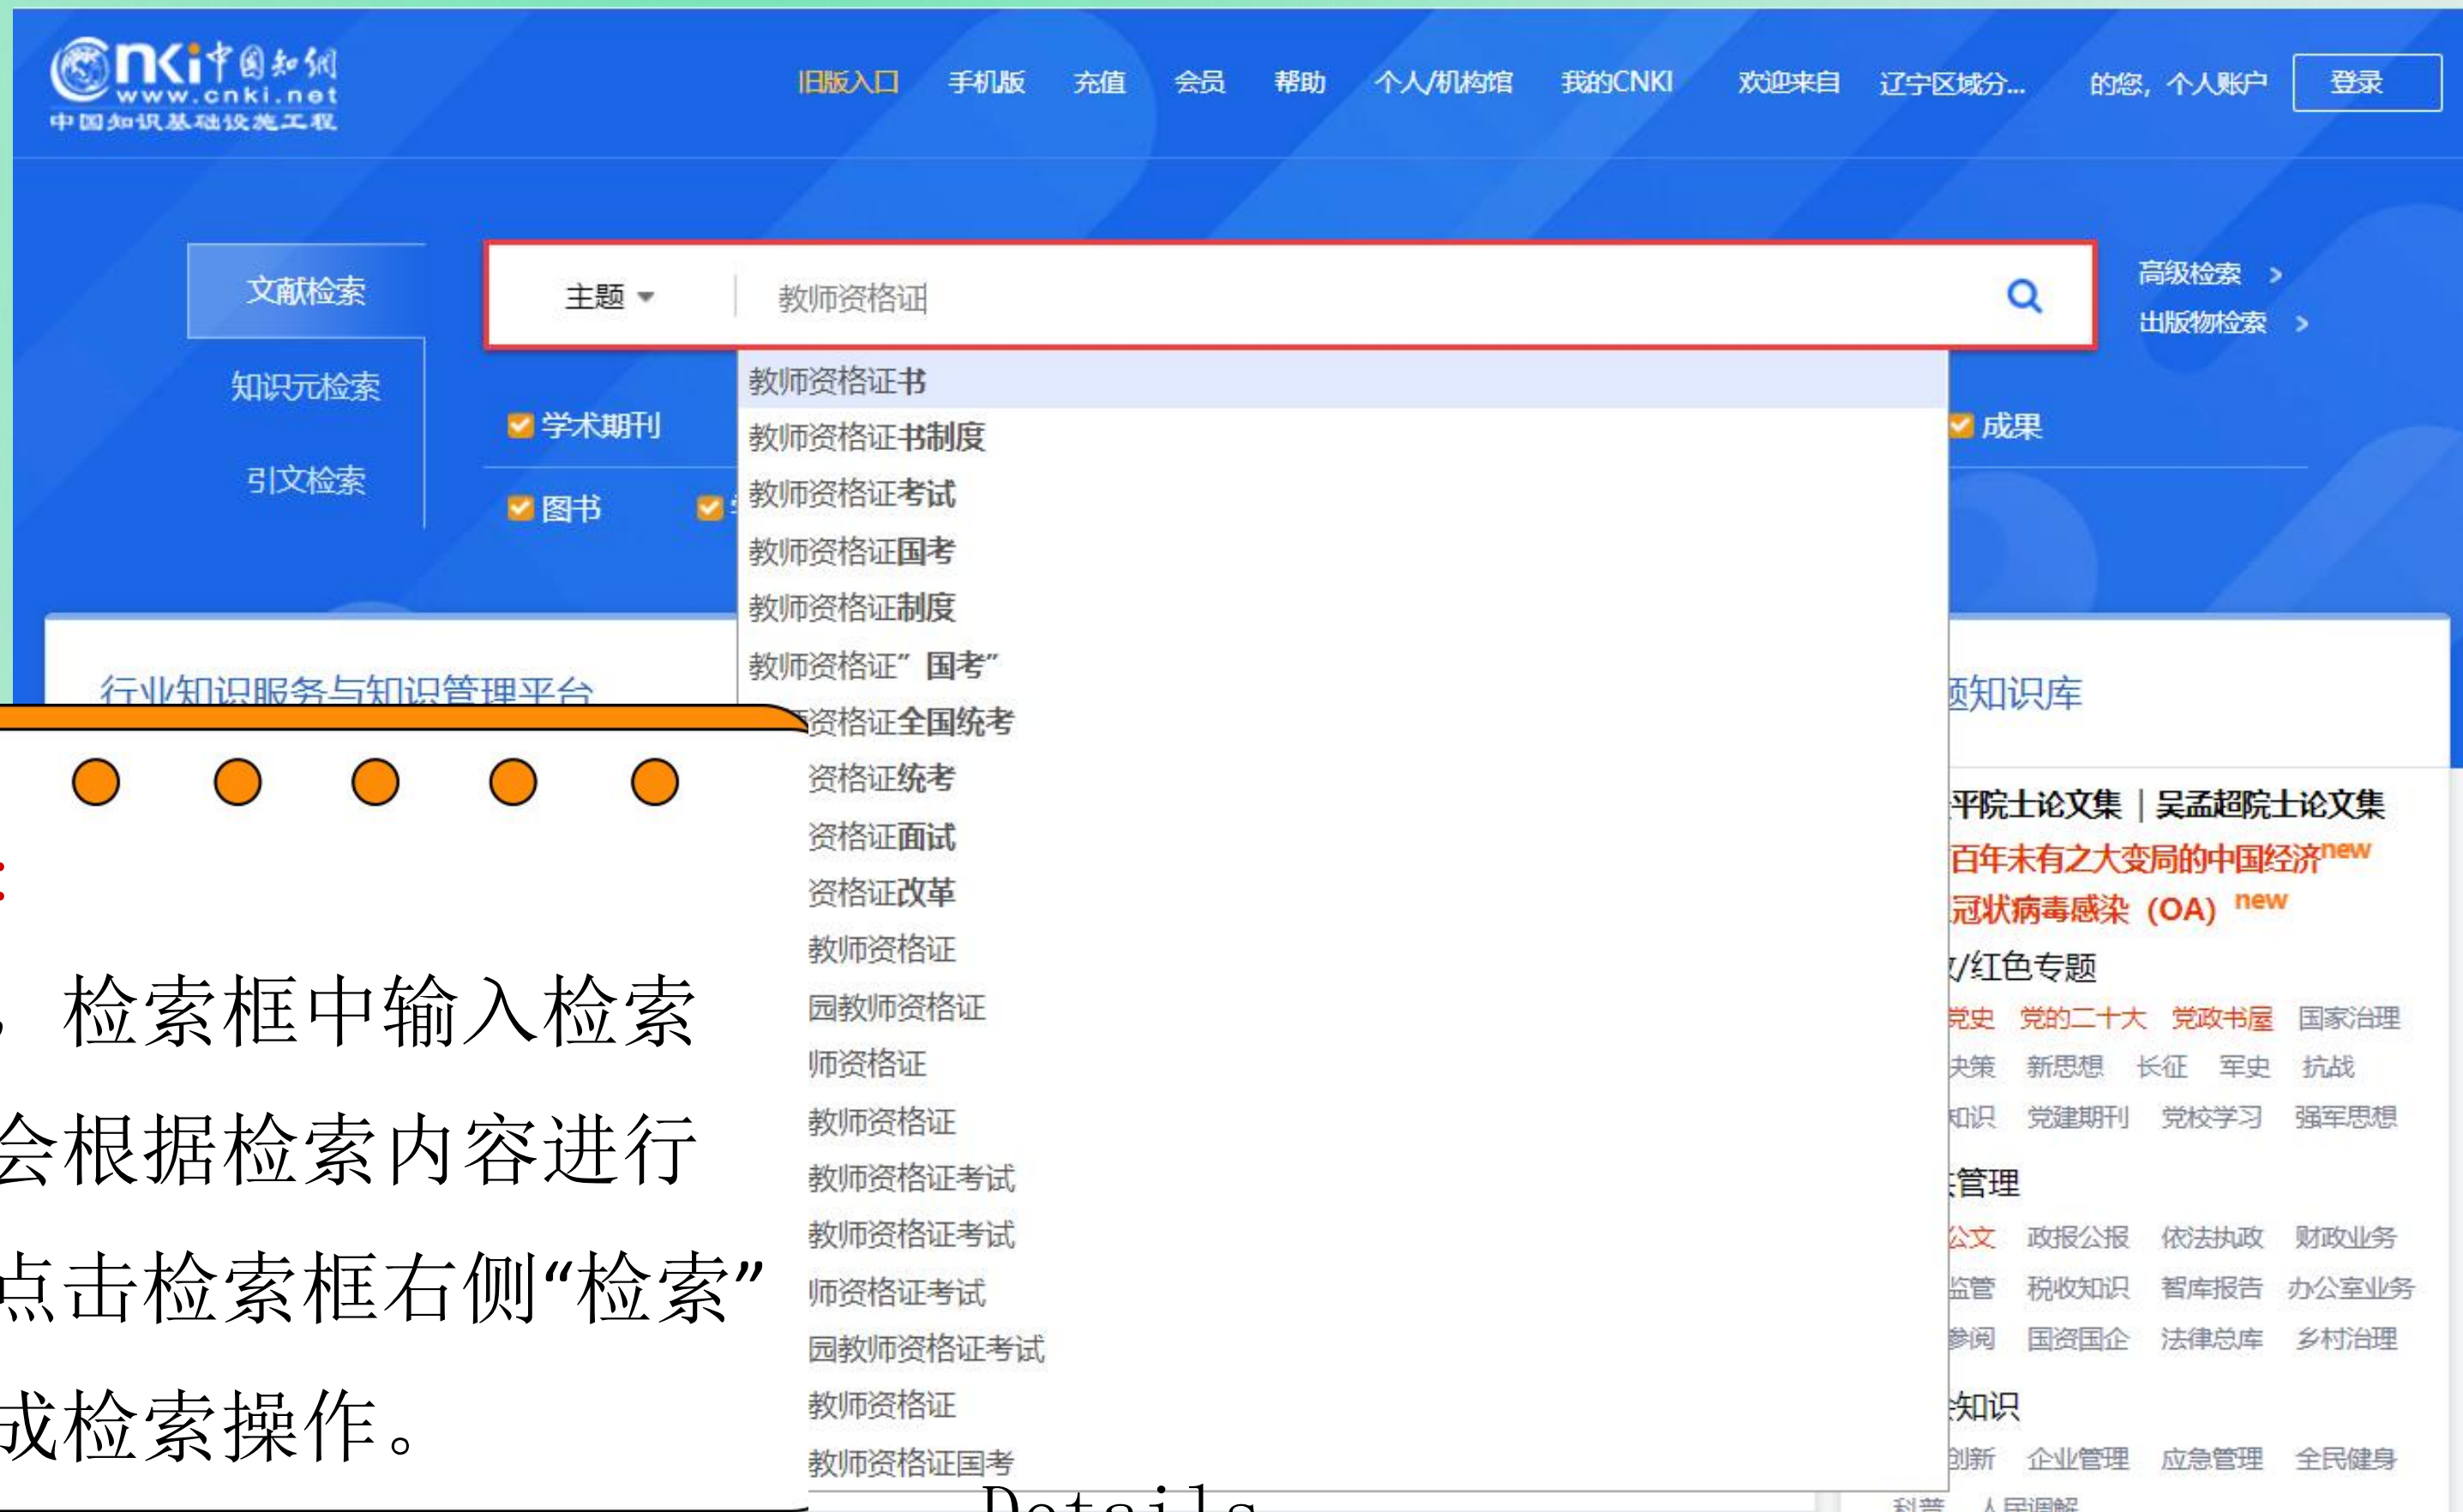 Cnki中国知网
www.cnki.net
中国知识基础设施工程
旧版入口 手机版 充值 会员 帮助 个人/机构馆 我的CNKI 欢迎来自 辽宁区域分... 的您，个人账户 登录
文献检索
知识元检索
引文检索
主题 教师资格证
高级检索 >
出版物检索 >
学术期刊
成果
图书
教师资格证书
教师资格证书制度
教师资格证考试
教师资格证国考
教师资格证制度
教师资格证”国考”
资格证全国统考
资格证统考
资格证面试
资格证改革
教师资格证
园教师资格证
师资格证
教师资格证
教师资格证考试
教师资格证考试
师资格证考试
园教师资格证考试
教师资格证
教师资格证国考
行业知识服务与知识管理平台
：
，检索框中输入检索
会根据检索内容进行
点击检索框右侧“检索”
成检索操作。
Details
题知识库
平院士论文集 | 吴孟超院士论文集
百年未有之大变局的中国经济new
冠状病毒感染（OA）new
/红色专题
党史 党的二十大 党政书屋 国家治理
决策 新思想 长征 军史 抗战
知识 党建期刊 党校学习 强军思想
管理
公文 政报公报 依法执政 财政业务
监管 税收知识 智库报告 办公室业务
参阅 国资国企 法律总库 乡村治理
知识
创新 企业管理 应急管理 全民健身
科普 人民调解